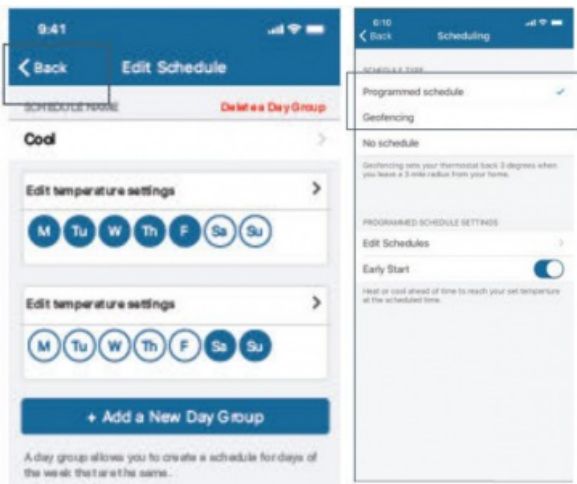 9:41
Back
Edit Schedule
SCHEDULE NAME
Delete a Day Group
Cool
Edit temperature settings
M Tu W Th F Sa Su
Edit temperature settings
M Tu W Th F Sa Su
+ Add a New Day Group
A day group allows you to create a schedule for days of
the week that are the same.
6:10
Back
Scheduling
SCHEDULE TYPE
Programmed schedule
Geofencing
No schedule
Geofencing sets your thermostat back 3 degrees when
you leave a 3 mile radius from your home.
PROGRAMMED SCHEDULE SETTINGS
Edit Schedules
Early Start
Heat or cool ahead of time to reach your set temperture
at the scheduled time.